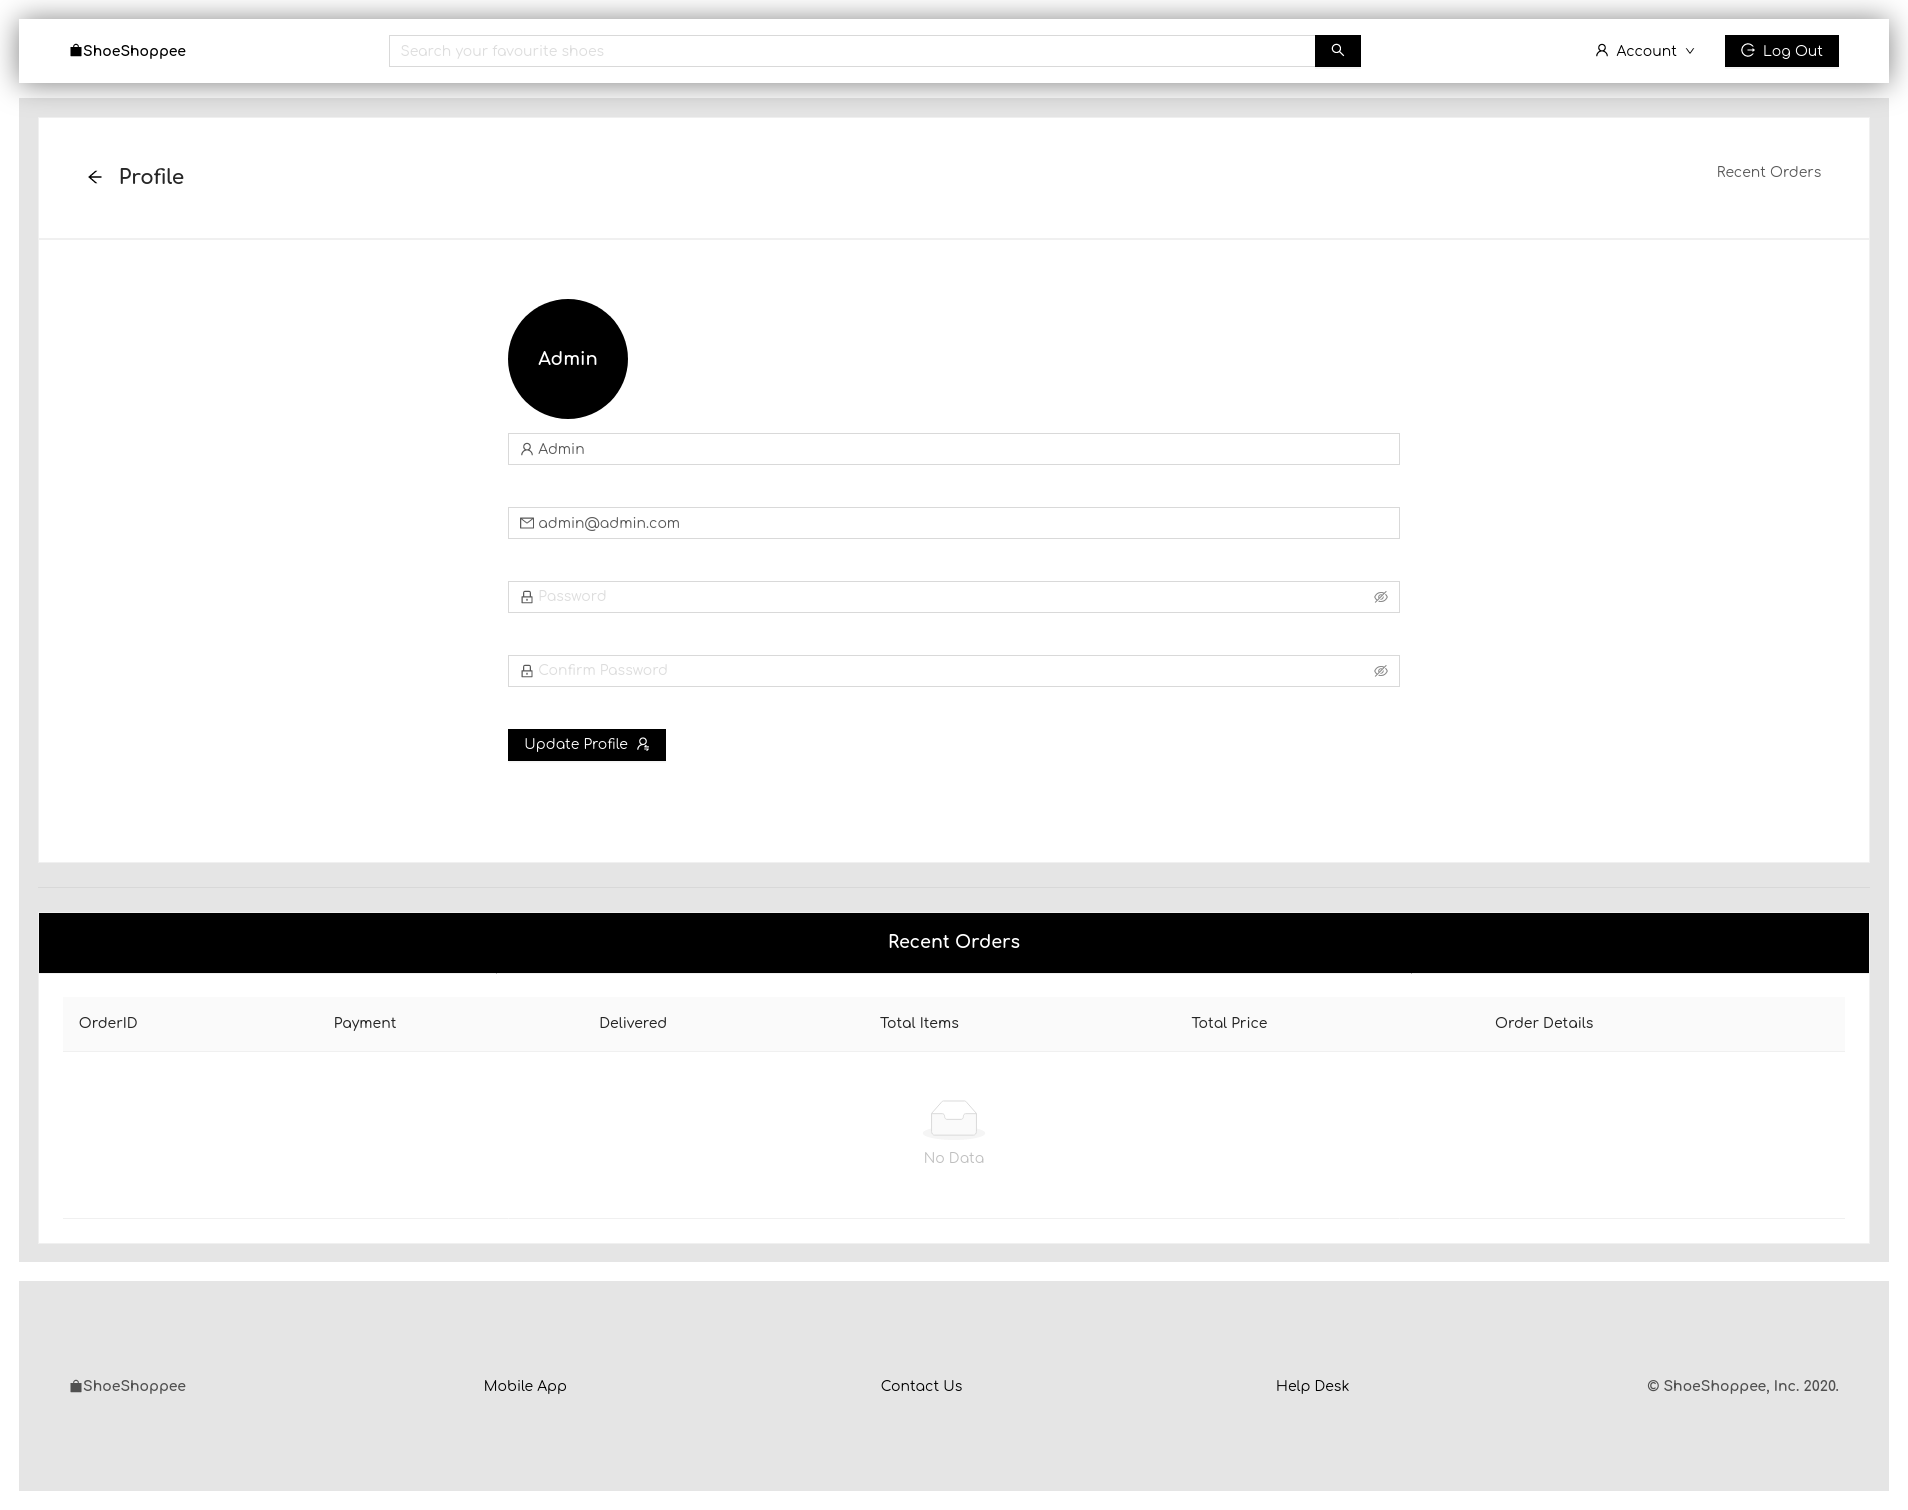 ShoeShoppee
Search your favourite shoes
Account
Log Out
Profile
Recent Orders
Admin
Admin
admin@admin.com
Password
Confirm Password
Update Profile
Recent Orders
OrderID Payment Delivered Total Items Total Price Order Details
No Data
ShoeShoppee Mobile App Contact Us Help Desk © ShoeShoppee, Inc. 2020.